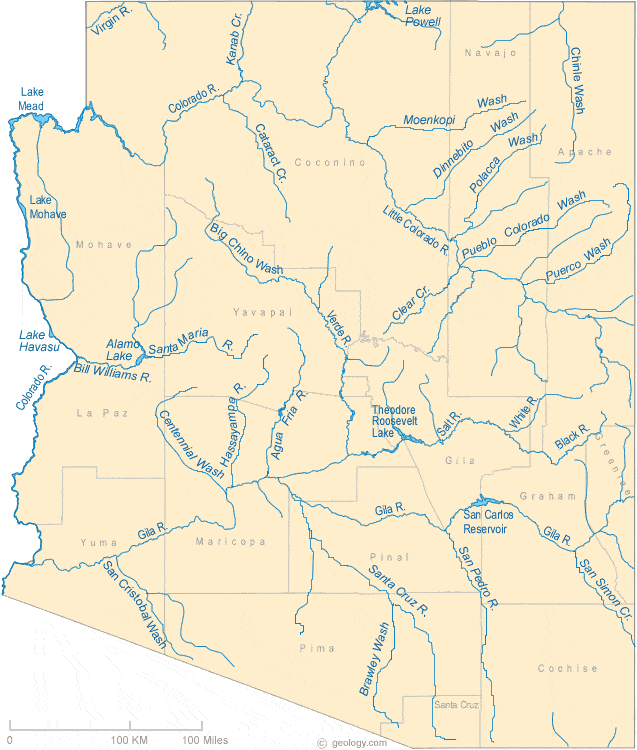 Virgin R.
Kanab Cr.
Lake
Powell
Navajo
Chinle Wash
Lake
Mead
Colorado R.
Moenkopi Wash
Dinnebito Wash
Polacca Wash
Apache
Cataract Cr.
Coconino
Lake
Mohave
Little Colorado R.
Pueblo Colorado Wash
Mohave
Big Chino Wash
Puerco Wash
Clear Cr.
Yavapai
Verde R.
Lake
Havasu
Alamo
Lake
Santa Maria R.
Bill Williams R.
Colorado R.
La Paz
Centennial Wash
Hassayampa R.
Agua Fria R.
Theodore
Roosevelt
Lake
Salt R.
White R.
Black R.
Greenlee
Gila
Graham
San Carlos
Reservoir
Gila R.
Gila R.
Gila R.
Yuma
Maricopa
Pinal
San Pedro R.
San Simon Cr.
San Cristobal Wash
Santa Cruz R.
Brawley Wash
Pima
Cochise
Santa Cruz
0 100 KM 100 Miles
© geology.com